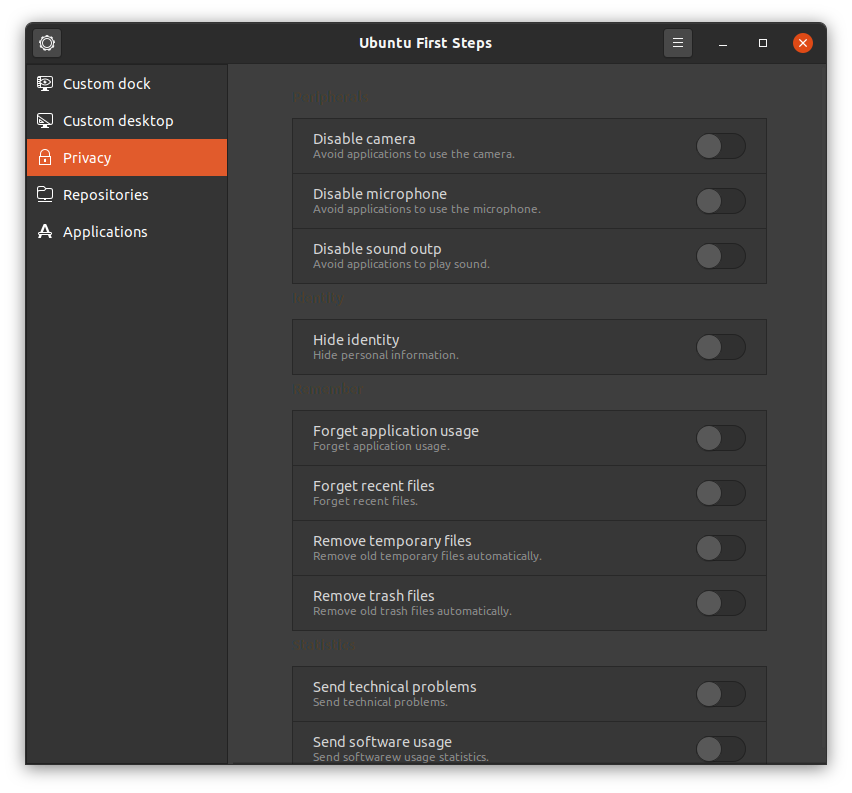 Ubuntu First Steps
Custom dock
Custom desktop
Privacy
Repositories
Applications
Disable camera
Avoid applications to use the camera.
Disable microphone
Avoid applications to use the microphone.
Disable sound outp
Avoid applications to play sound.
Hide identity
Hide personal information.
Forget application usage
Forget application usage.
Forget recent files
Forget recent files.
Remove temporary files
Remove old temporary files automatically.
Remove trash files
Remove old trash files automatically.
Send technical problems
Send technical problems.
Send software usage
Send softwarew usage statistics.